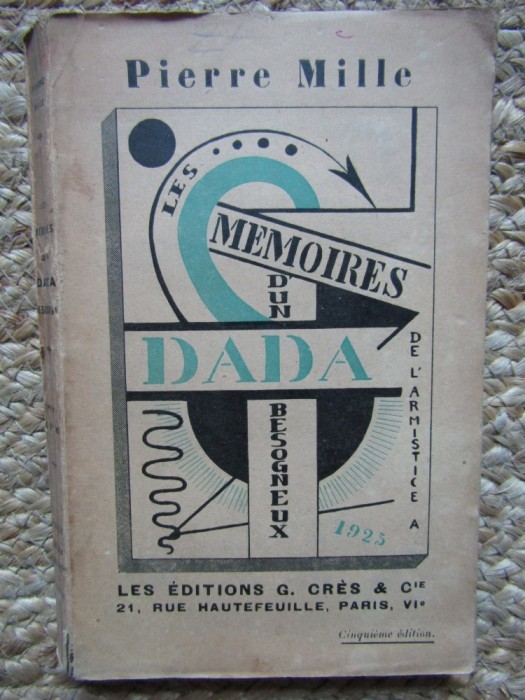 Pierre Mille
LES
MEMOIRES
D'UN
DADA
BESOGNEUX
DE L'ARMISTICE A
1925
LES ÉDITIONS G. CRÈS & CIE
21, RUE HAUTEFEUILLE, PARIS, VIe
Cinquième édition.
DADA